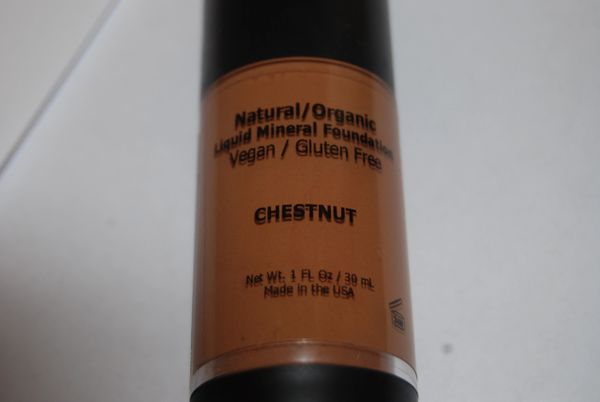 Natural/Organic
Liquid Mineral Foundation
Vegan / Gluten Free
CHESTNUT
Net Wt. 1 FL Oz / 30 mL
Made in the USA